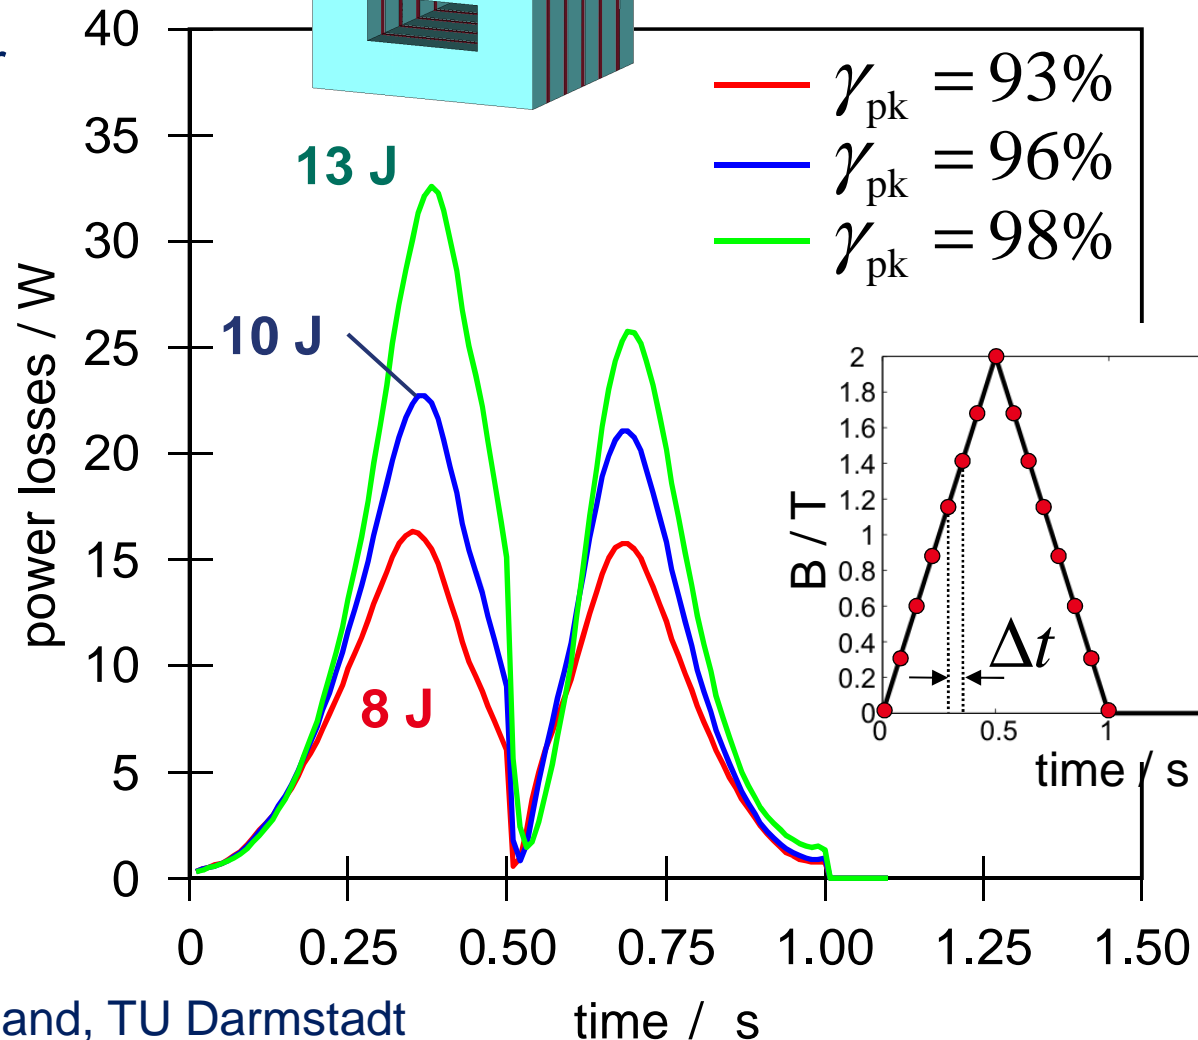 r
40
35
30
25
20
15
10
5
0
power losses / W
13 J
10 J
8 J
γpk = 93%
γpk = 96%
γpk = 98%
2
1.8
1.6
1.4
1.2
1
0.8
0.6
0.4
0.2
0
B / T
Δt
0 0.5 1
time / s
0 0.25 0.50 0.75 1.00 1.25 1.50
time / s
and, TU Darmstadt